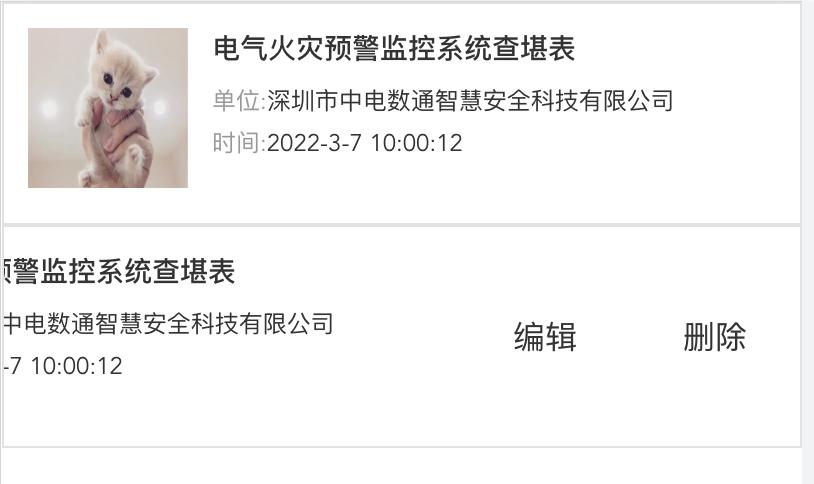 电气火灾预警监控系统查堪表
单位:深圳市中电数通智慧安全科技有限公司
时间:2022-3-7 10:00:12
预警监控系统查堪表
中电数通智慧安全科技有限公司
-7 10:00:12
编辑
删除